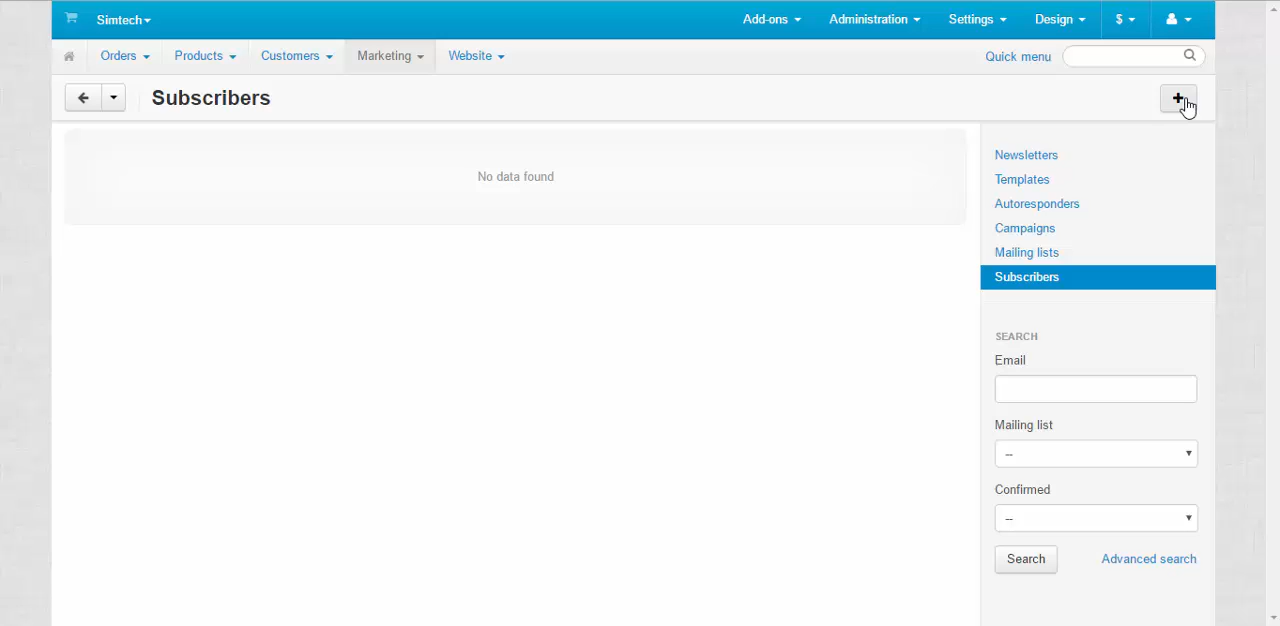 Simtech
Add-ons
Administration
Settings
Design
$
Orders
Products
Customers
Marketing
Website
Quick menu
Subscribers
+
No data found
Newsletters
Templates
Autoresponders
Campaigns
Mailing lists
Subscribers
SEARCH
Email
Mailing list
--
Confirmed
--
Search
Advanced search